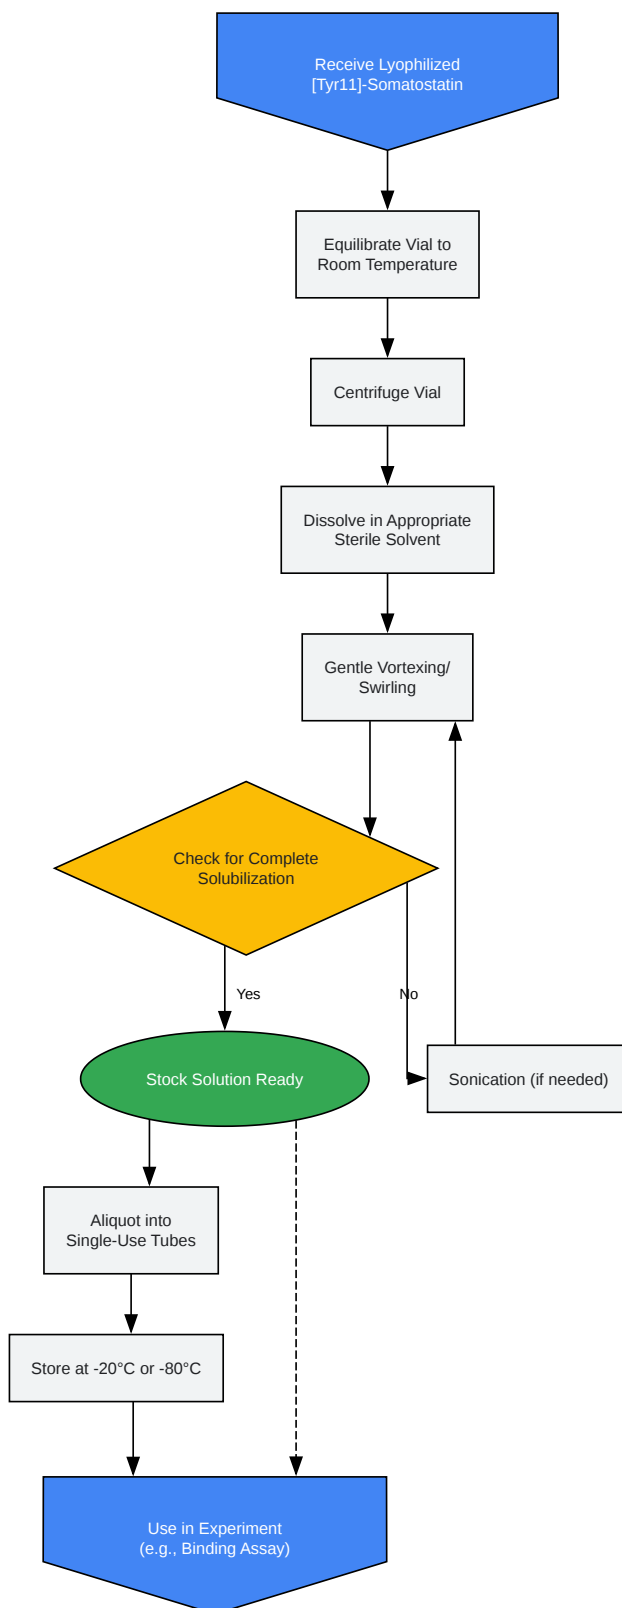 Receive Lyophilized
[Tyr11]-Somatostatin
Equilibrate Vial to
Room Temperature
Centrifuge Vial
Dissolve in Appropriate
Sterile Solvent
Gentle Vortexing/
Swirling
Check for Complete
Solubilization
Yes
No
Stock Solution Ready
Sonication (if needed)
Aliquot into
Single-Use Tubes
Store at -20°C or -80°C
Use in Experiment
(e.g., Binding Assay)